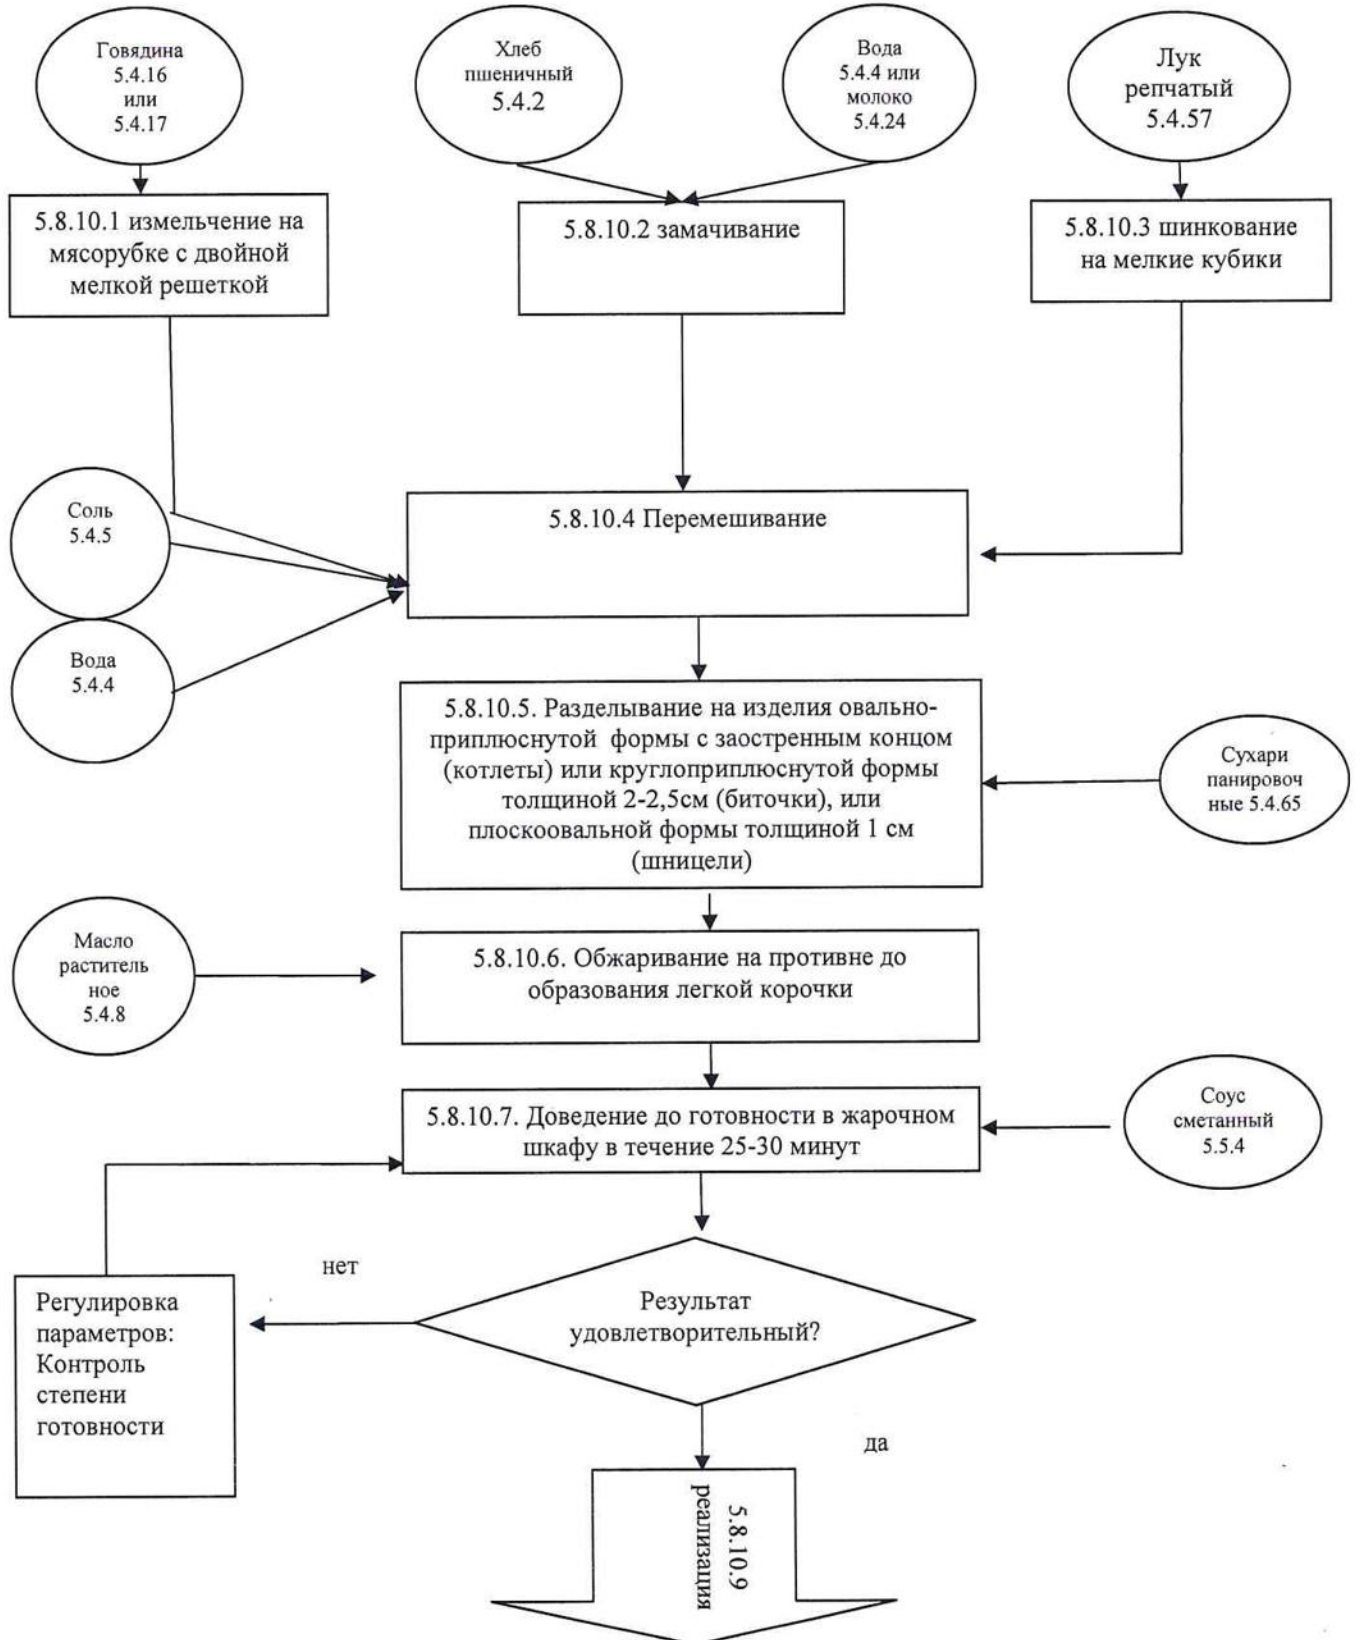 Говядина
5.4.16
или
5.4.17
Хлеб
пшеничный
5.4.2
Вода
5.4.4 или
молоко
5.4.24
Лук
репчатый
5.4.57
5.8.10.1 измельчение на
мясорубке с двойной
мелкой решеткой
5.8.10.2 замачивание
5.8.10.3 шинкование
на мелкие кубики
Соль
5.4.5
5.8.10.4 Перемешивание
Вода
5.4.4
5.8.10.5. Разделывание на изделия овально-
приплюснутой формы с заостренным концом
(котлеты) или круглоприплюснутой формы
толщиной 2-2,5см (биточки), или
плоскоовальной формы толщиной 1 см
(шницели)
Сухари
панировоч
ные 5.4.65
Масло
раститель
ное
5.4.8
5.8.10.6. Обжаривание на противне до
образования легкой корочки
5.8.10.7. Доведение до готовности в жарочном
шкафу в течение 25-30 минут
Соус
сметанный
5.5.4
нет
Регулировка
параметров:
Контроль
степени
готовности
Результат
удовлетворительный?
да
5.8.10.9
реализация